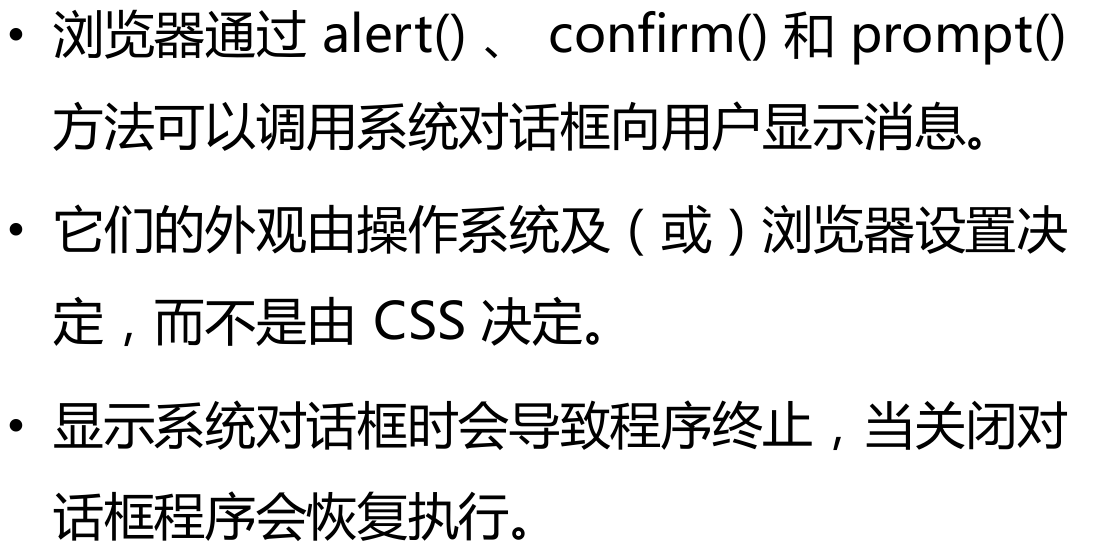 • 浏览器通过 alert() 、 confirm() 和 prompt()
方法可以调用系统对话框向用户显示消息。
• 它们的外观由操作系统及（或）浏览器设置决
定，而不是由 CSS 决定。
• 显示系统对话框时会导致程序终止，当关闭对
话框程序会恢复执行。